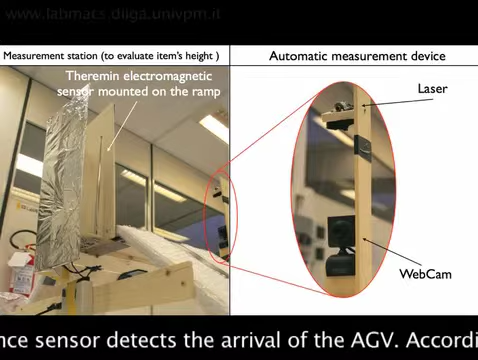 www.labmacs.diiga.univpm.it
Measurement station (to evaluate item's height )
Automatic measurement device
Theremin electromagnetic
sensor mounted on the ramp
Laser
WebCam
nce sensor detects the arrival of the AGV. Accordi